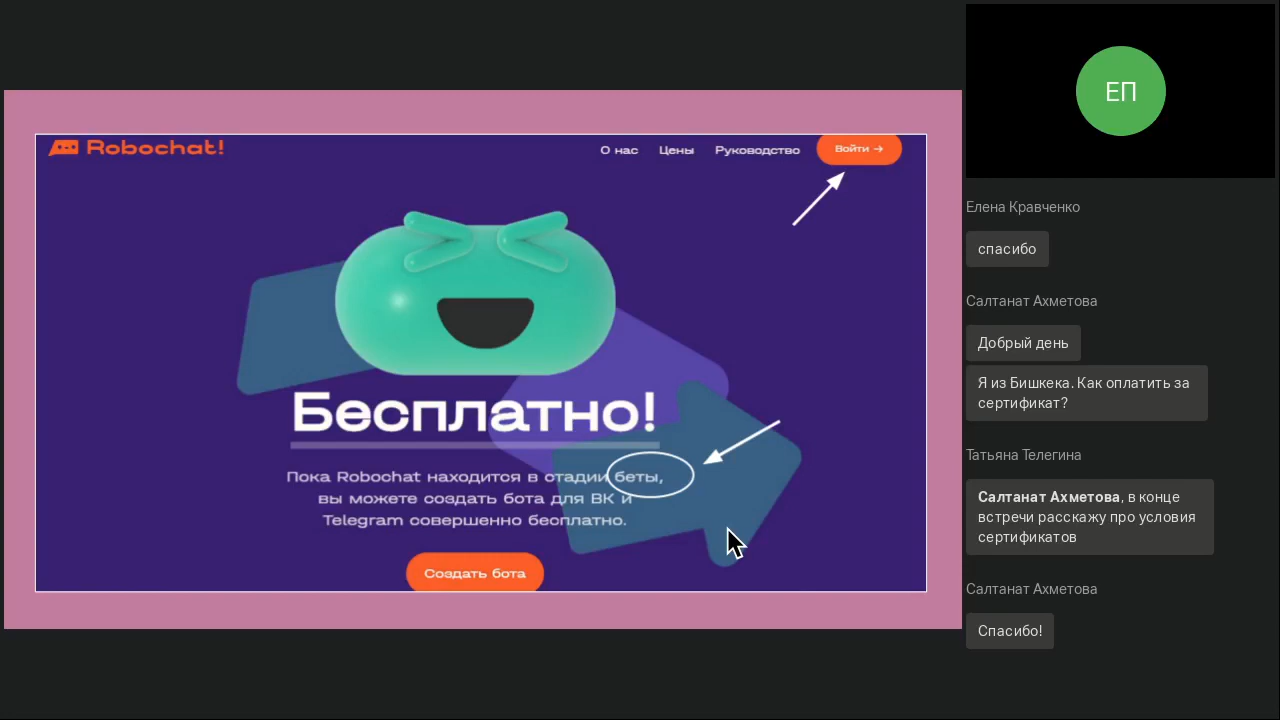 Robochat!
О нас Цены Руководство Войти →
Бесплатно!
Пока Robochat находится в стадии беты,
вы можете создать бота для ВК и
Telegram совершенно бесплатно.
Создать бота
ЕП
Елена Кравченко
спасибо
Салтанат Ахметова
Добрый день
Я из Бишкека. Как оплатить за
сертификат?
Татьяна Телегина
Салтанат Ахметова, в конце
встречи расскажу про условия
сертификатов
Салтанат Ахметова
Спасибо!